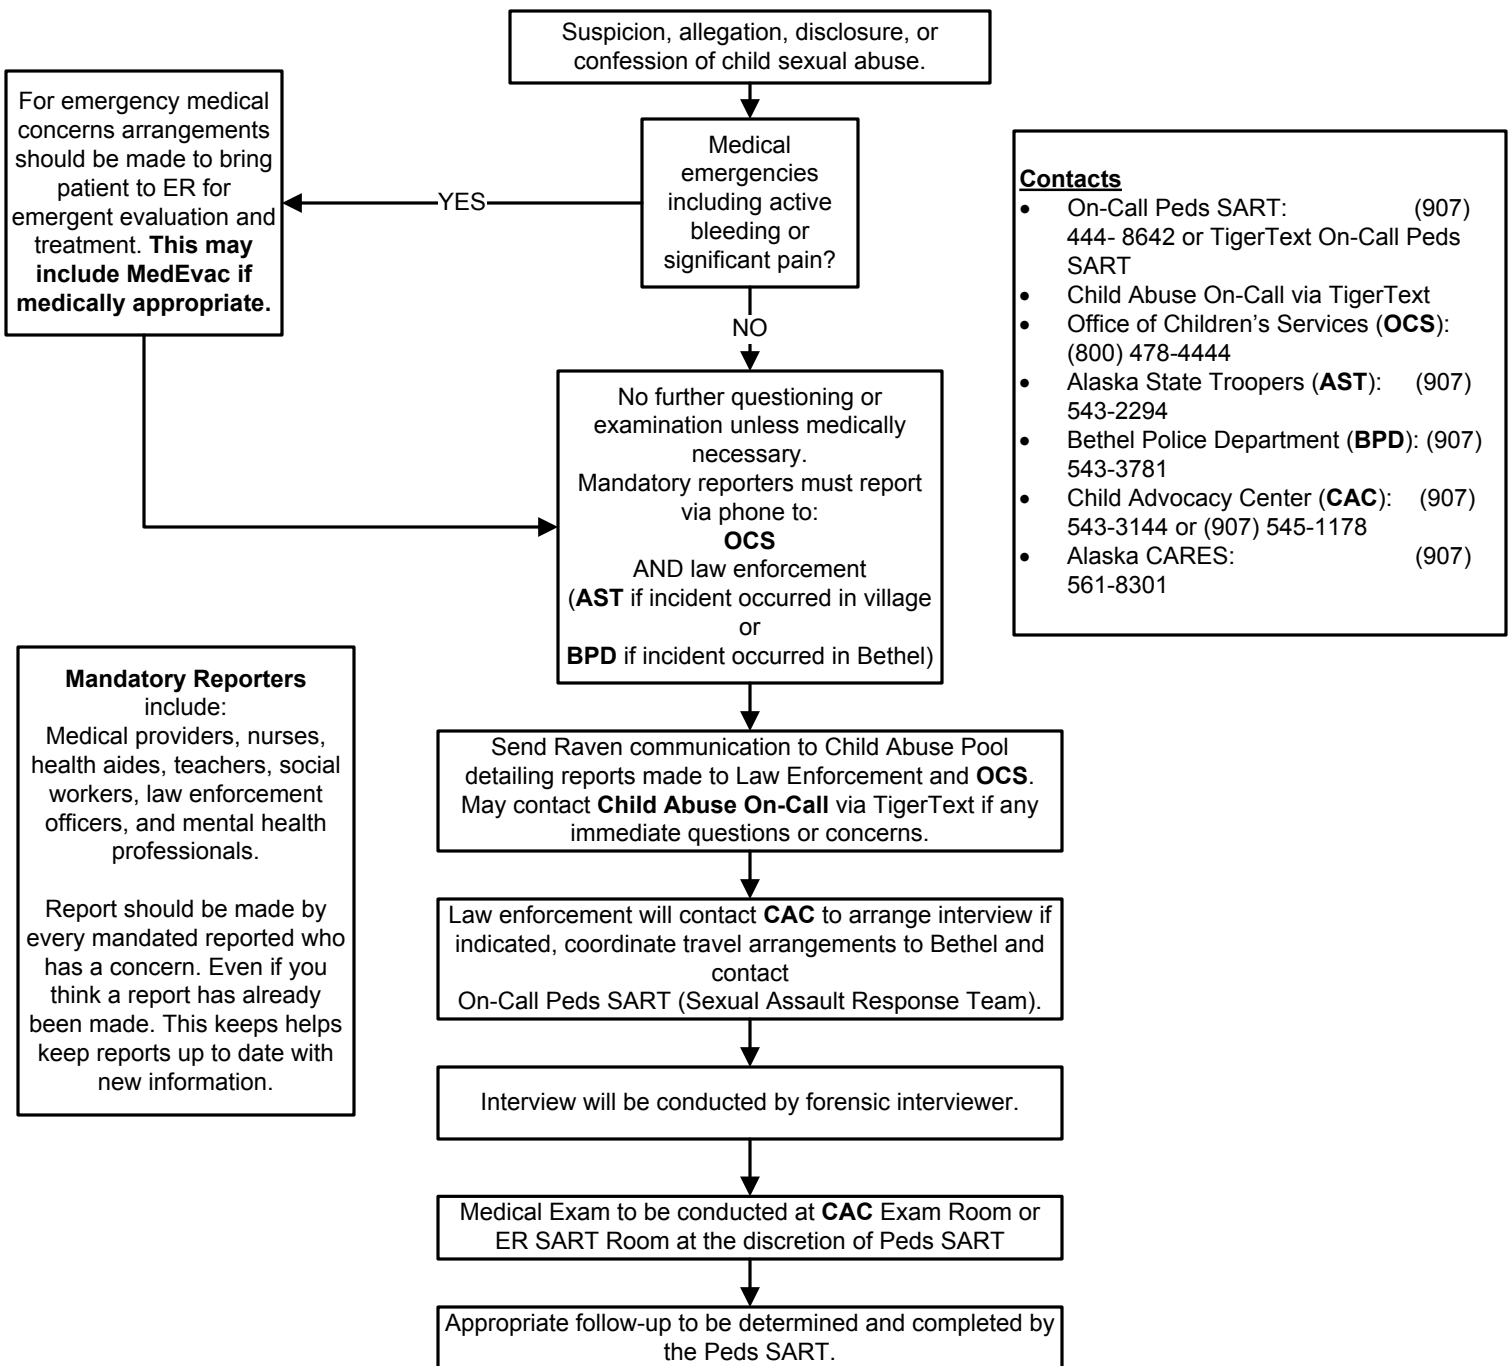 Suspicion, allegation, disclosure, or
confession of child sexual abuse.
For emergency medical
concerns arrangements
should be made to bring
patient to ER for
emergent evaluation and
treatment. This may
include MedEvac if
medically appropriate.
YES
Medical
emergencies
including active
bleeding or
significant pain?
NO
Contacts
• On-Call Peds SART: (907)
444- 8642 or TigerText On-Call Peds
SART
• Child Abuse On-Call via TigerText
• Office of Children’s Services (OCS):
(800) 478-4444
• Alaska State Troopers (AST): (907)
543-2294
• Bethel Police Department (BPD): (907)
543-3781
• Child Advocacy Center (CAC): (907)
543-3144 or (907) 545-1178
• Alaska CARES: (907)
561-8301
No further questioning or
examination unless medically
necessary.
Mandatory reporters must report
via phone to:
OCS
AND law enforcement
(AST if incident occurred in village
or
BPD if incident occurred in Bethel)
Mandatory Reporters
include:
Medical providers, nurses,
health aides, teachers, social
workers, law enforcement
officers, and mental health
professionals.
Report should be made by
every mandated reported who
has a concern. Even if you
think a report has already
been made. This keeps helps
keep reports up to date with
new information.
Send Raven communication to Child Abuse Pool
detailing reports made to Law Enforcement and OCS.
May contact Child Abuse On-Call via TigerText if any
immediate questions or concerns.
Law enforcement will contact CAC to arrange interview if
indicated, coordinate travel arrangements to Bethel and
contact
On-Call Peds SART (Sexual Assault Response Team).
Interview will be conducted by forensic interviewer.
Medical Exam to be conducted at CAC Exam Room or
ER SART Room at the discretion of Peds SART
Appropriate follow-up to be determined and completed by
the Peds SART.